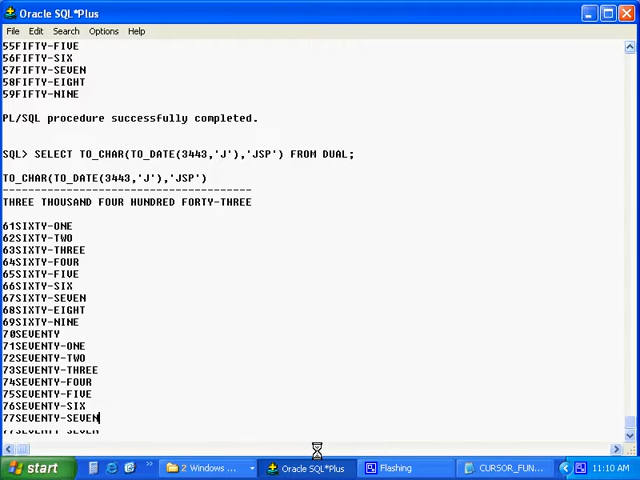 Oracle SQL*Plus
File Edit Search Options Help
55FIFTY-FIVE
56FIFTY-SIX
57FIFTY-SEVEN
58FIFTY-EIGHT
59FIFTY-NINE
PL/SQL procedure successfully completed.
SQL> SELECT TO_CHAR(TO_DATE(3443,'J'),'JSP') FROM DUAL;
TO_CHAR(TO_DATE(3443,'J'),'JSP')
----------------------------------------
THREE THOUSAND FOUR HUNDRED FORTY-THREE
61SIXTY-ONE
62SIXTY-TWO
63SIXTY-THREE
64SIXTY-FOUR
65SIXTY-FIVE
66SIXTY-SIX
67SIXTY-SEVEN
68SIXTY-EIGHT
69SIXTY-NINE
70SEVENTY
71SEVENTY-ONE
72SEVENTY-TWO
73SEVENTY-THREE
74SEVENTY-FOUR
75SEVENTY-FIVE
76SEVENTY-SIX
77SEVENTY-SEVEN
start 2 Windows ... Oracle SQL*Plus Flashing CURSOR_FUN... 11:10 AM